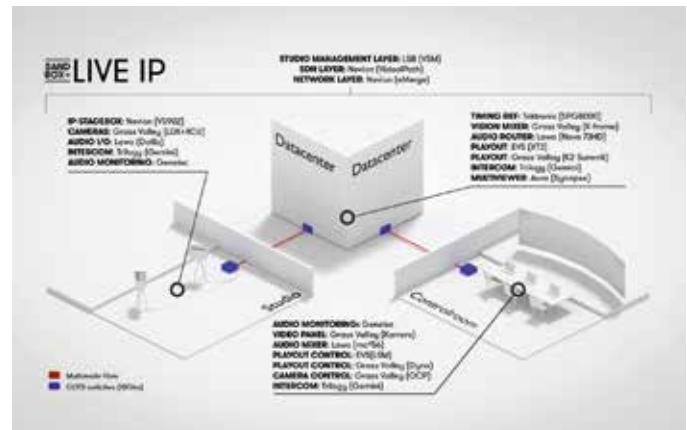 SANDBOX+ LIVE IP
STUDIO MANAGEMENT LAYER: LSB [VSM]
SDN LAYER: Nevion [VideoIPath]
NETWORK LAYER: Nevion [eMerge]
IP-STAGEBOX: Nevion [VS902]
CAMERAS: Grass Valley [LDX+XCU]
AUDIO I/O: Lawo [Dallis]
INTERCOM: Trilogy [Gemini]
AUDIO MONITORING: Genelec
TIMING REF: Tektronix [SPG8000]
VISION MIXER: Grass Valley [K-frame]
AUDIO ROUTER: Lawo [Nova 73HD]
PLAYOUT: EVS [XT3]
PLAYOUT: Grass Valley [K2 Summit]
INTERCOM: Trilogy [Gemini]
MULTIVIEWER: Axon [Synapse]
Datacenter
Datacenter
Studio
Controlroom
AUDIO MONITORING: Genelec
VIDEO PANEL: Grass Valley [Karrera]
AUDIO MIXER: Lawo [mc²56]
PLAYOUT CONTROL: EVS[LSM]
PLAYOUT CONTROL: Grass Valley [Dyno]
CAMERA CONTROL: Grass Valley [OCP]
INTERCOM: Trilogy [Gemini]
Multimode fibre
switches